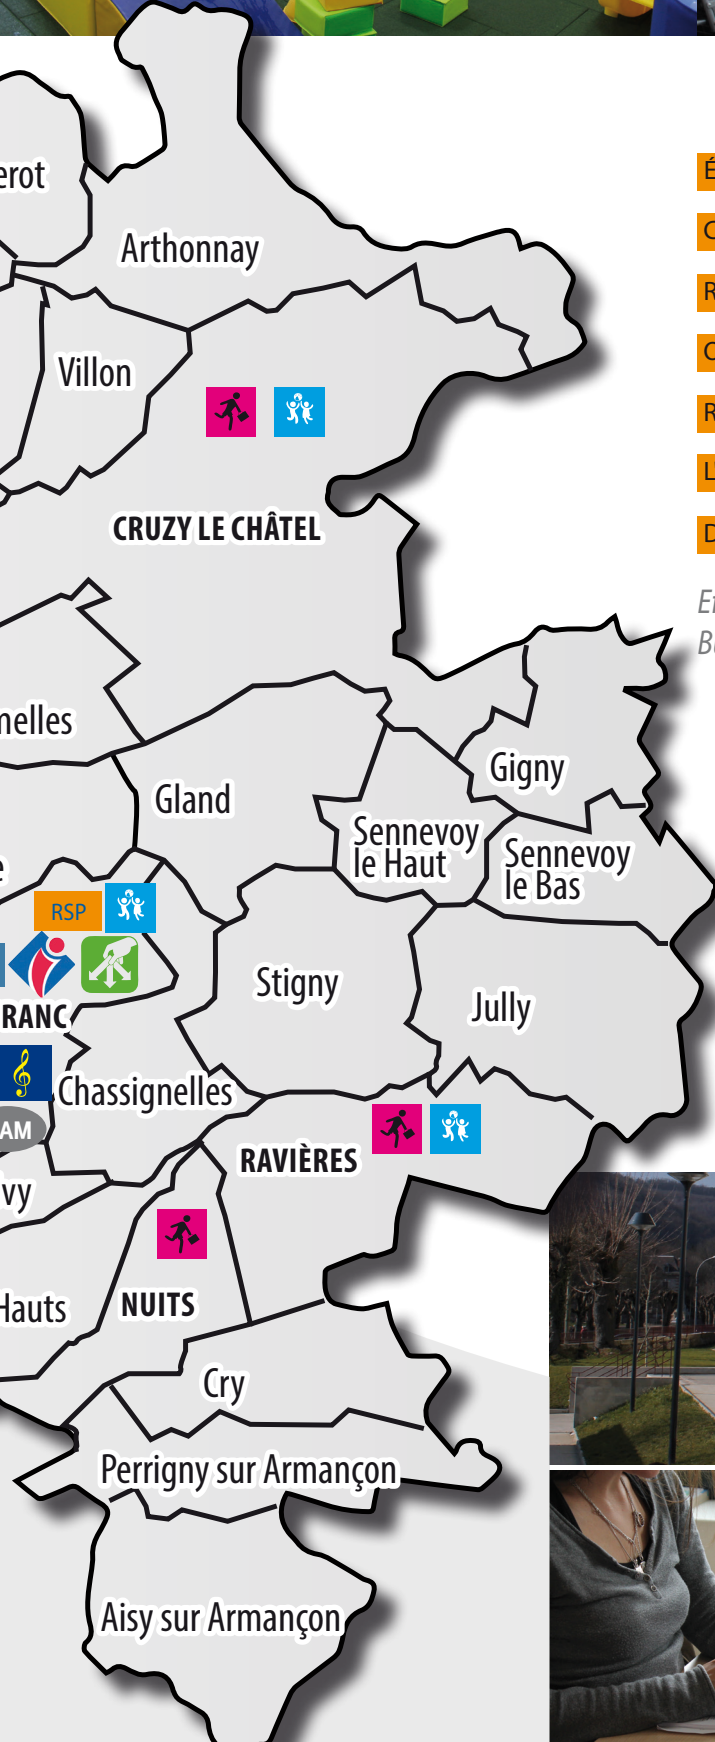 erot
Arthonnay
Villon
CRUZY LE CHÂTEL
nelles
Gland
Gigny
Sennevoy
le Haut
Sennevoy
le Bas
RSP
Stigny
Jully
RANC
Chassignelles
AM
RAVIÈRES
vy
Hauts
NUITS
Cry
Perrigny sur Armançon
Aisy sur Armançon
É
R
R
L
D